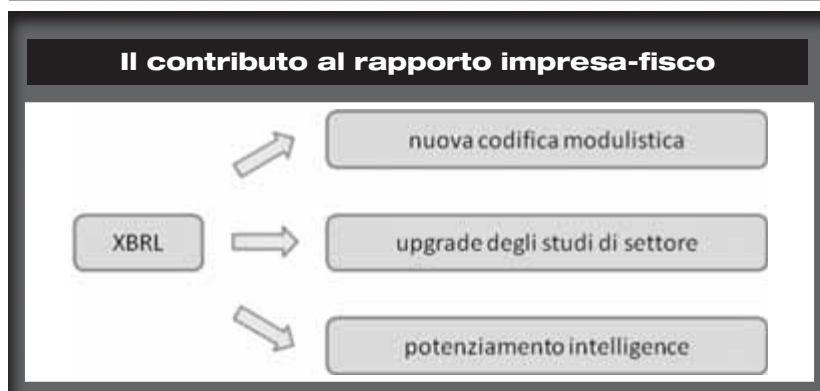 Il contributo al rapporto impresa-fisco
nuova codifica modulistica
XBRL
upgrade degli studi di settore
potenziamento intelligence